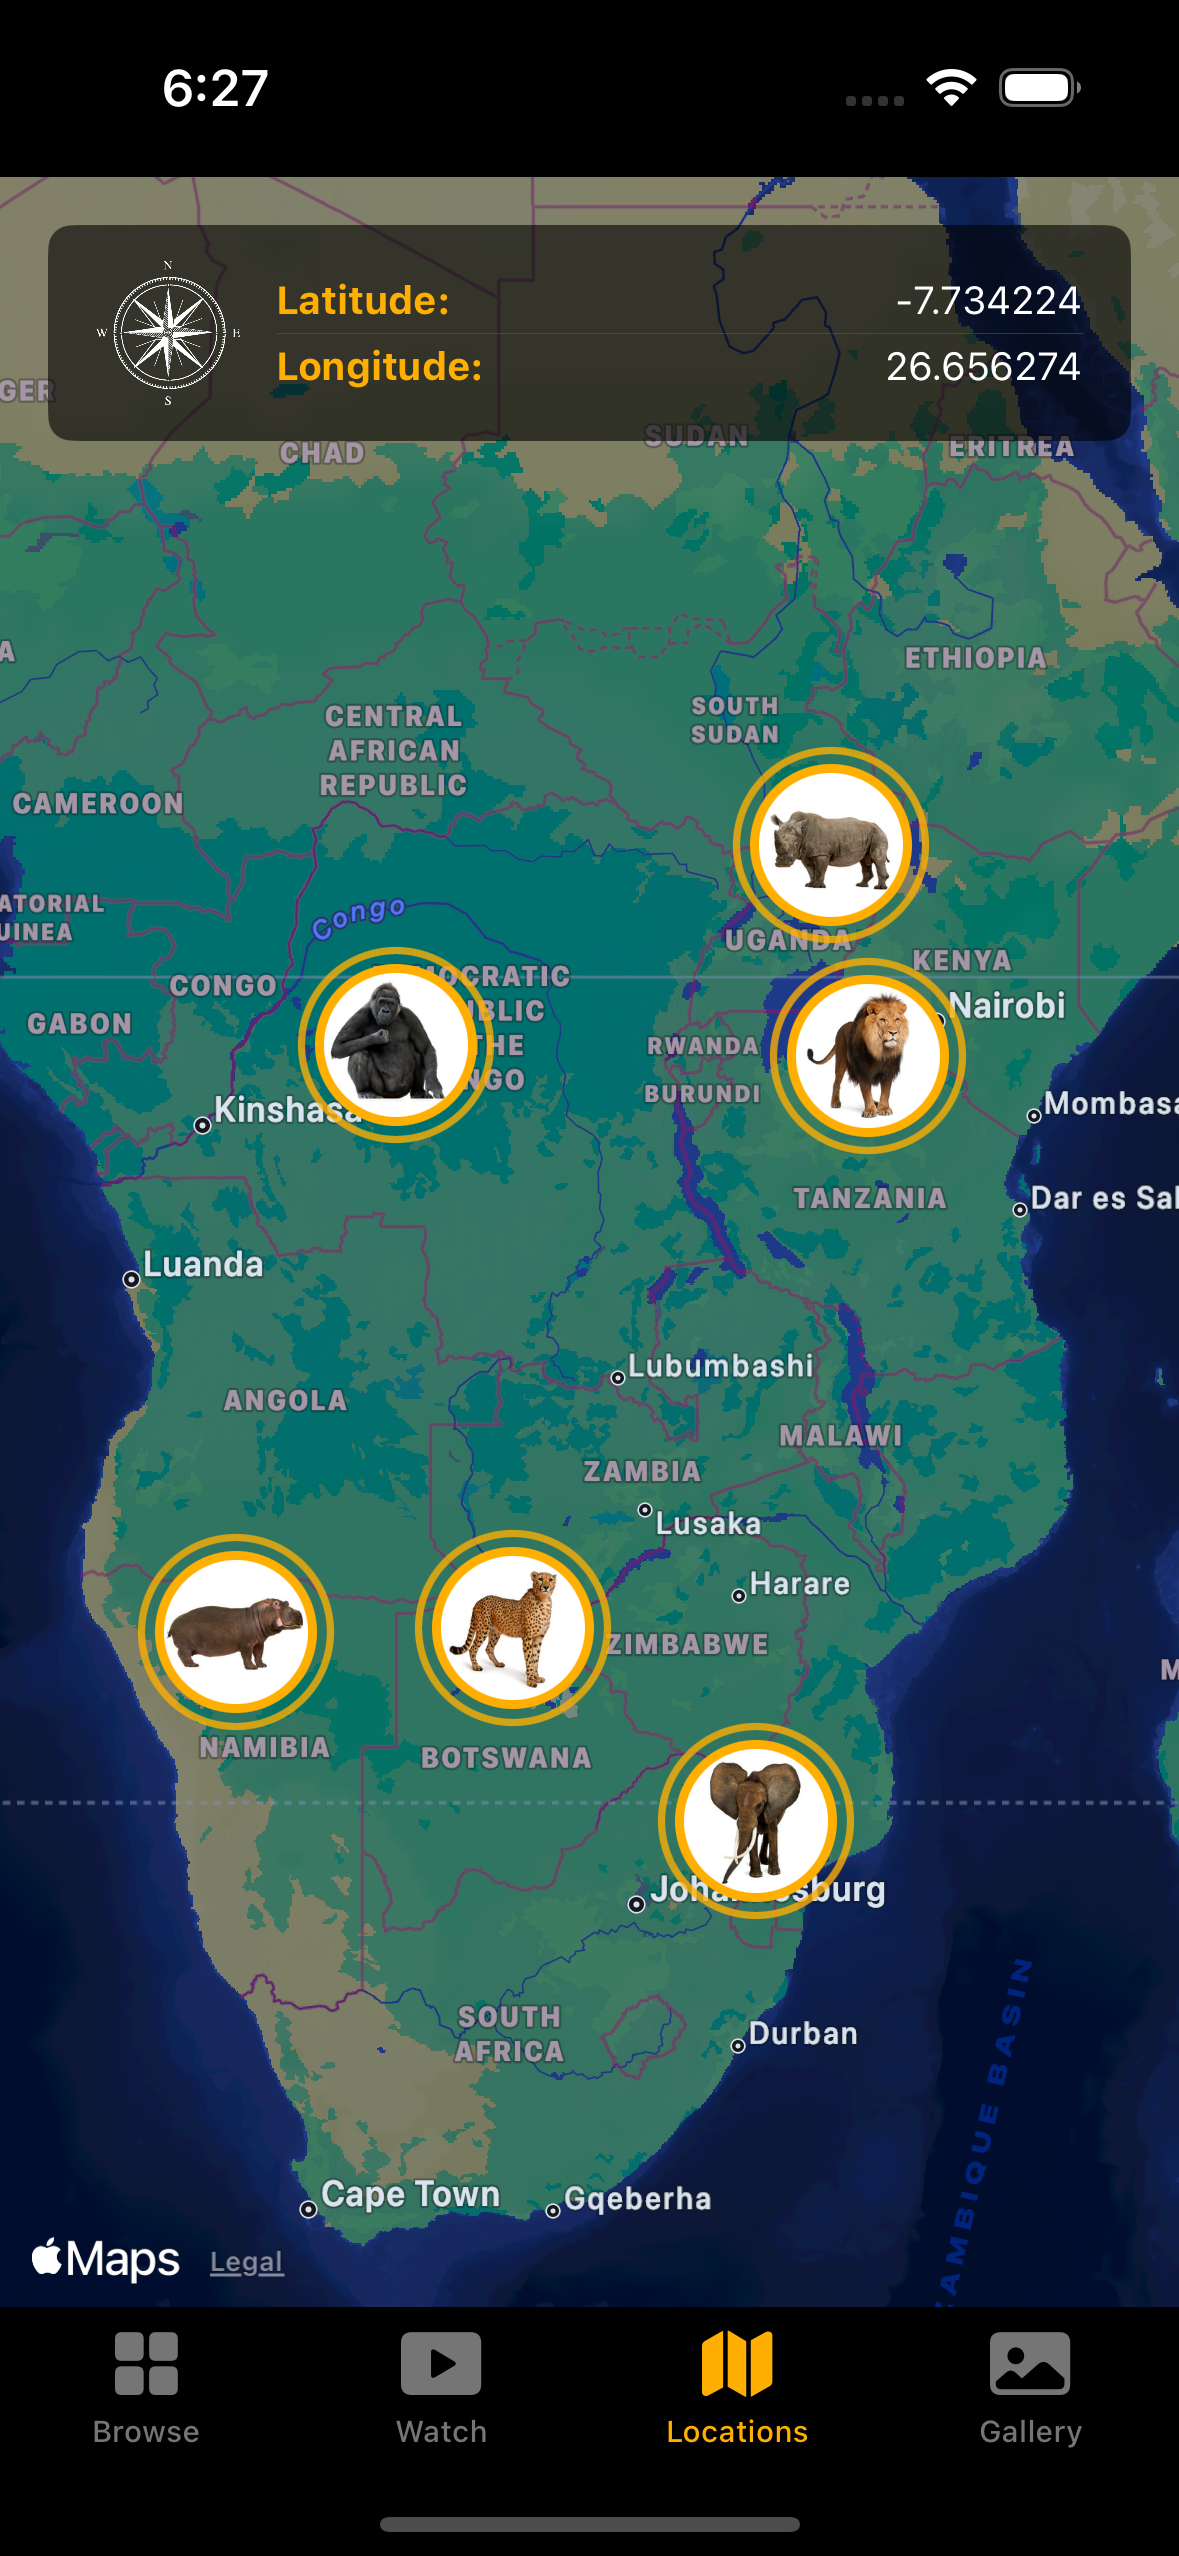 6:27
N
W E
S
Latitude: -7.734224
Longitude: 26.656274
GER
CHAD
SUDAN
ERITREA
A
ETHIOPIA
SOUTH
SUDAN
CENTRAL
AFRICAN
REPUBLIC
CAMEROON
ATORIAL
UINEA
Congo
UGANDA
KENYA
CONGO
OCRATIC
BLIC
THE
NGO
GABON
Nairobi
RWANDA
BURUNDI
Kinshasa
Mombasa
TANZANIA
Dar es Sal
Luanda
Lubumbashi
ANGOLA
MALAWI
ZAMBIA
Lusaka
Harare
ZIMBABWE
M
NAMIBIA
BOTSWANA
Johannesburg
SOUTH
AFRICA
Durban
AMBIQUE BASIN
Cape Town
Gqeberha
Maps Legal
Browse Watch Locations Gallery